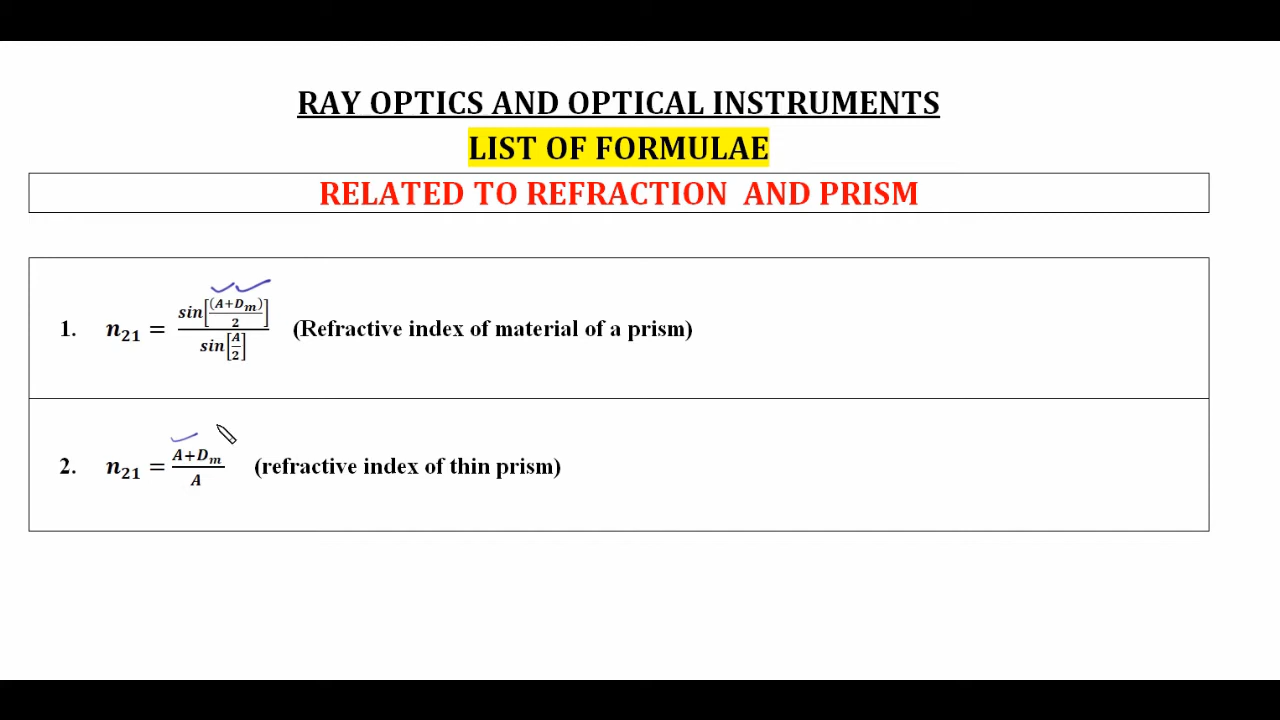 RAY OPTICS AND OPTICAL INSTRUMENTS
LIST OF FORMULAE
RELATED TO REFRACTION AND PRISM
1. n₂₁ = sin[(A+Dₘ)/2] / sin[A/2] (Refractive index of material of a prism)
2. n₂₁ = A+Dₘ / A (refractive index of thin prism)